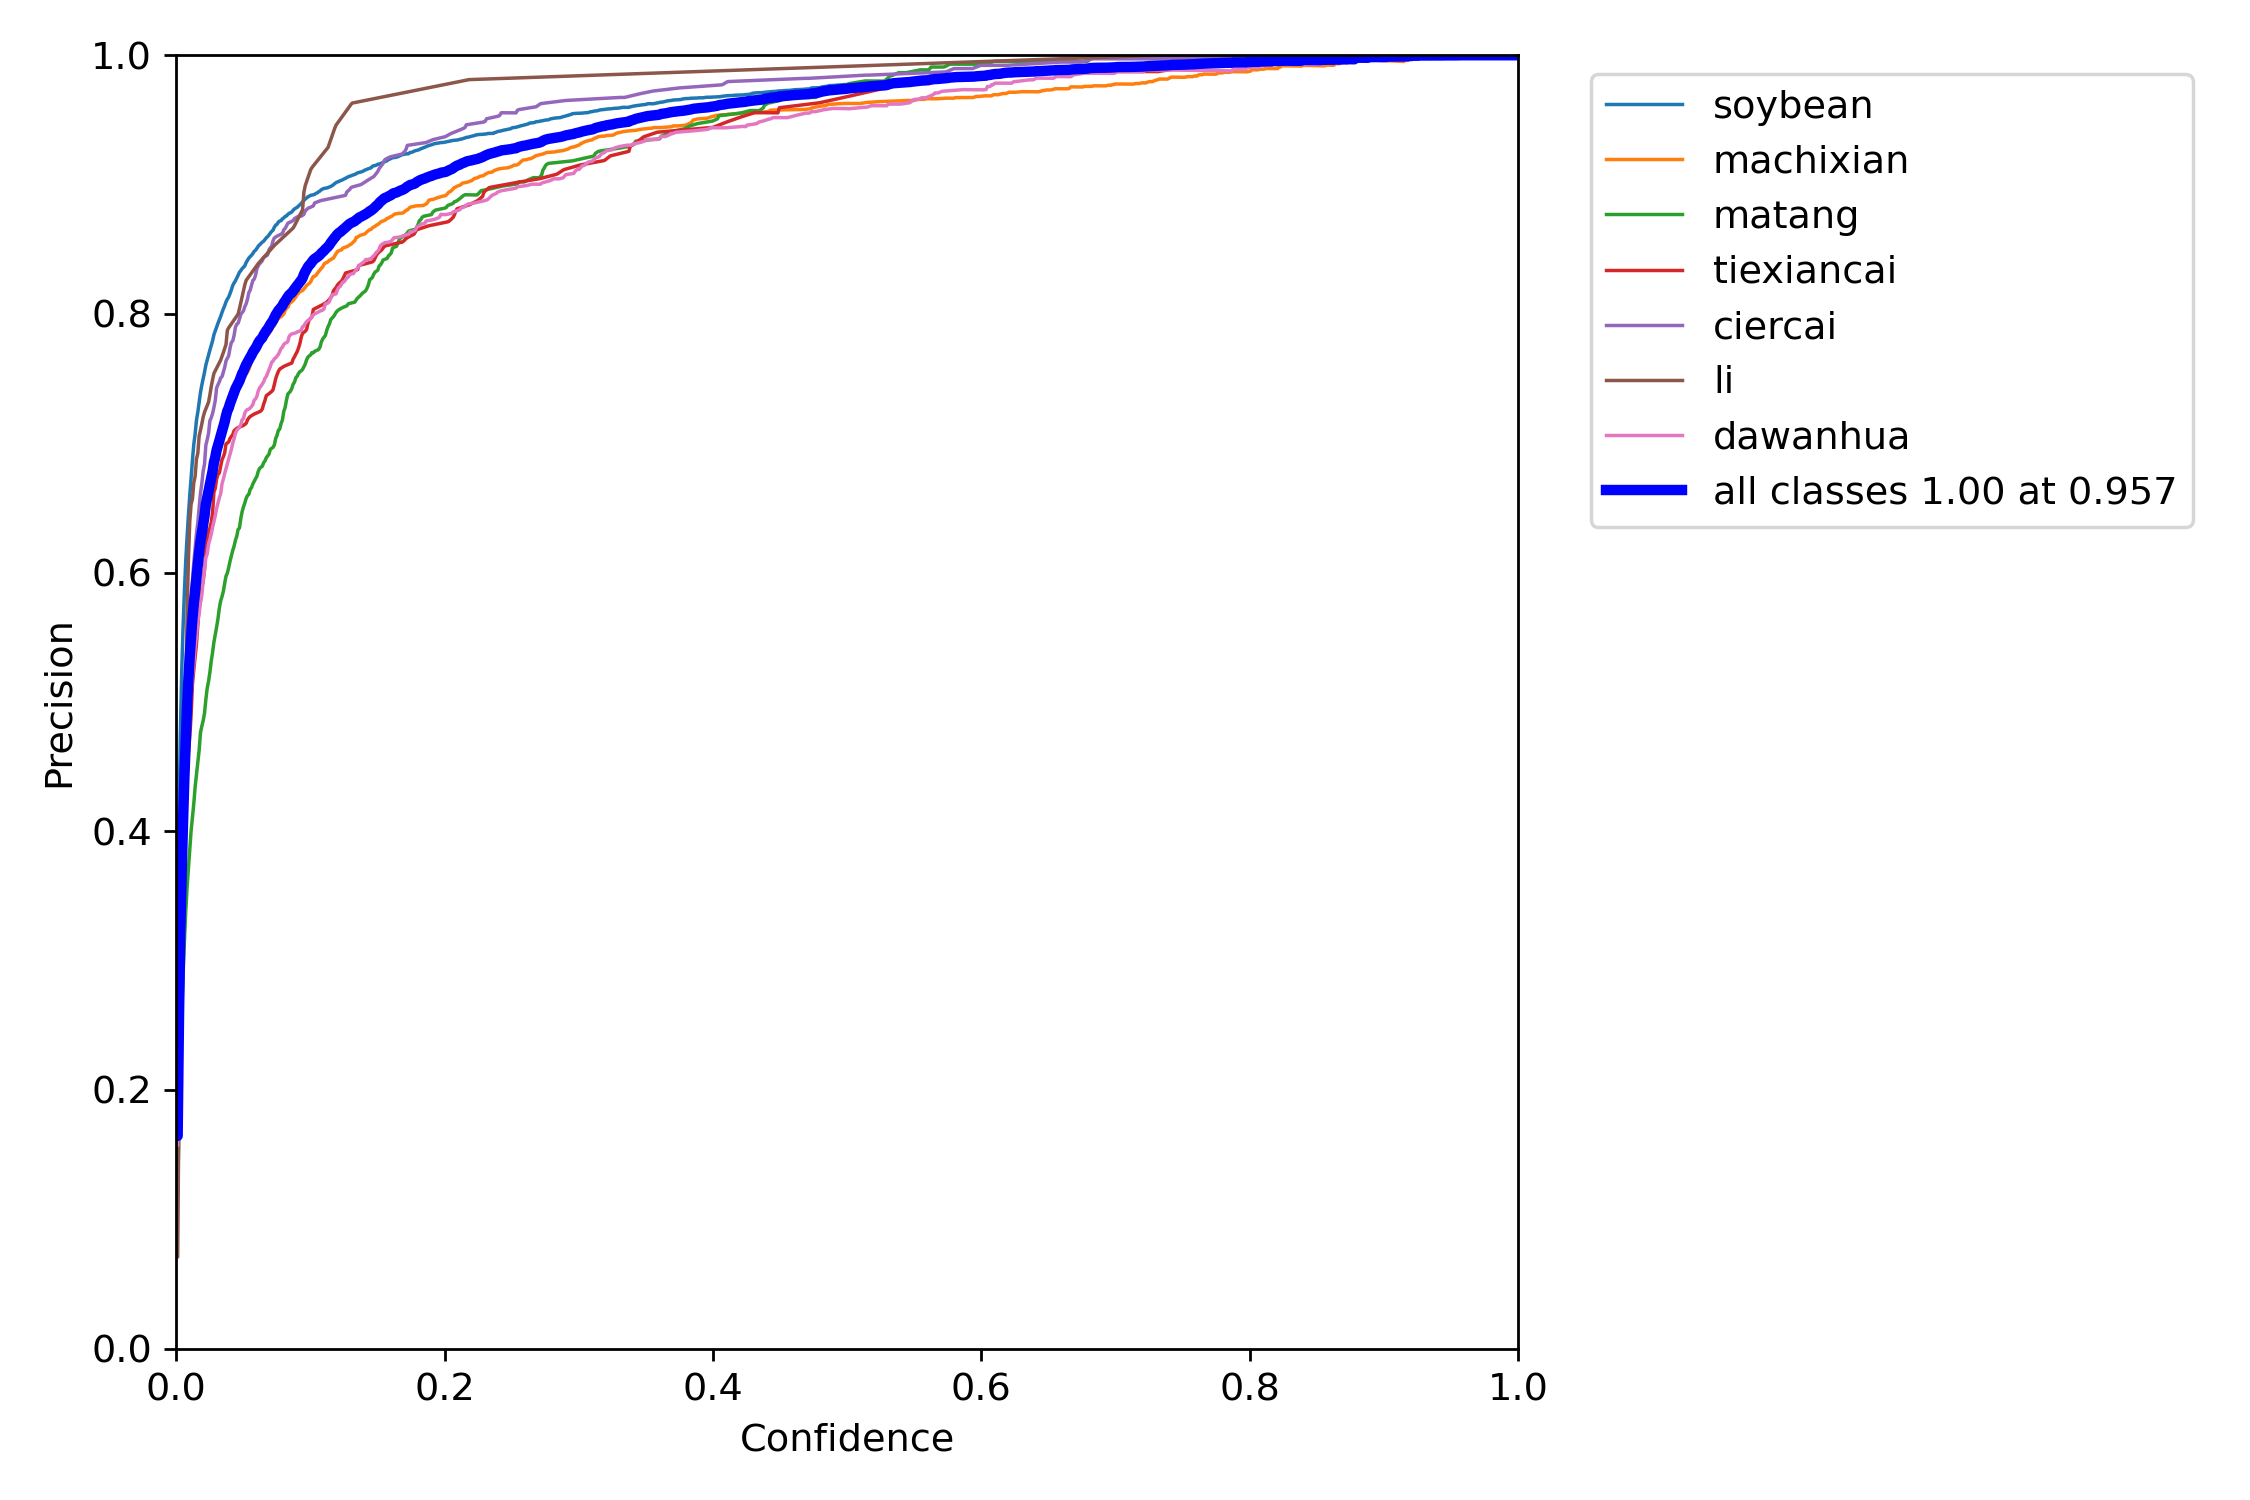 1.0
0.8
0.6
0.4
0.2
0.0
Precision
0.0 0.2 0.4 0.6 0.8 1.0
Confidence
soybean
machixian
matang
tiexiancai
ciercai
li
dawanhua
all classes 1.00 at 0.957